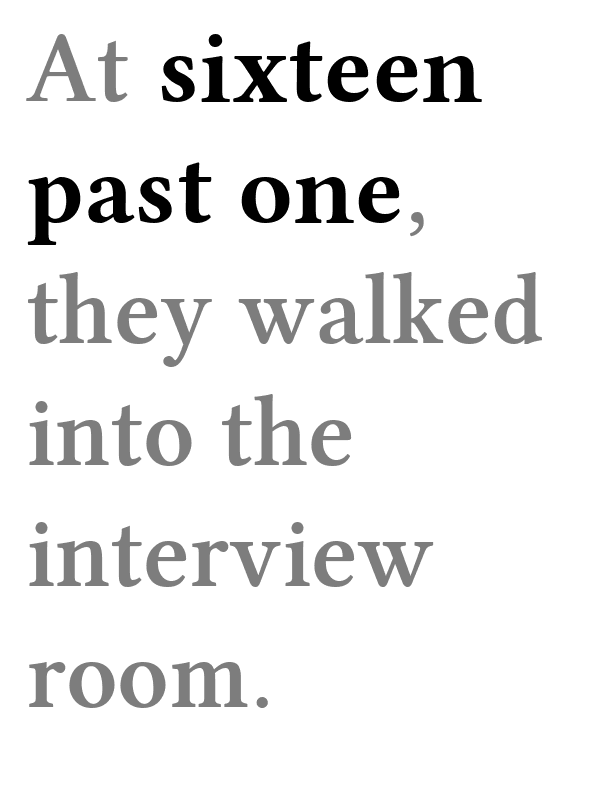 At sixteen
past one,
they walked
into the
interview
room.